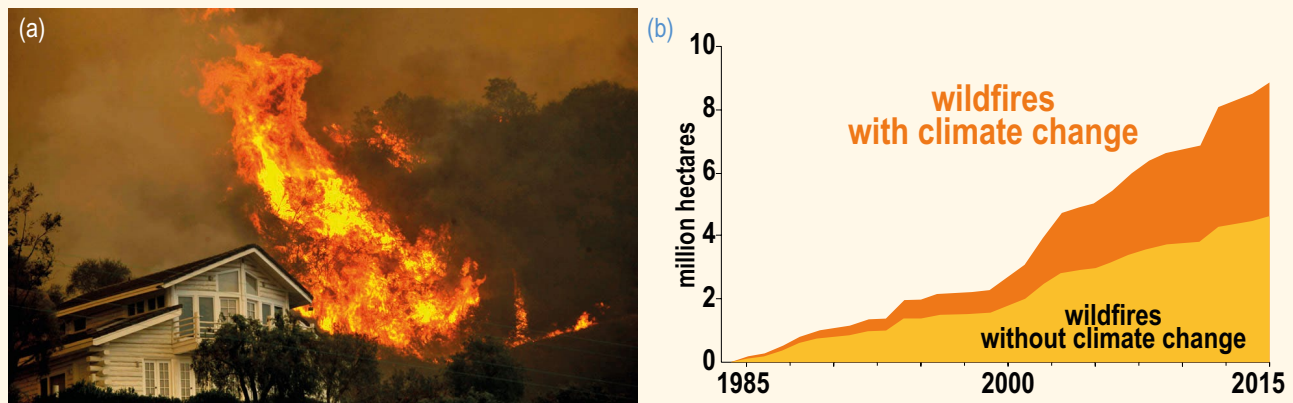 (a)
(b)
10
8
6
4
2
0
million hectares
wildfires
with climate change
wildfires
without climate change
1985
2000
2015